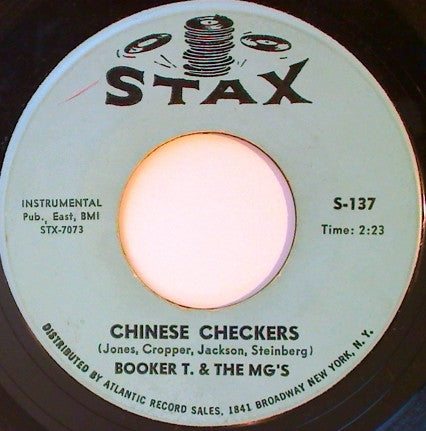 STAX
INSTRUMENTAL
Pub., East, BMI
STX-7073
S-137
Time: 2:23
CHINESE CHECKERS
(Jones, Cropper, Jackson, Steinberg)
BOOKER T. & THE MG'S
DISTRIBUTED BY ATLANTIC RECORD SALES, 1841 BROADWAY NEW YORK, N. Y.